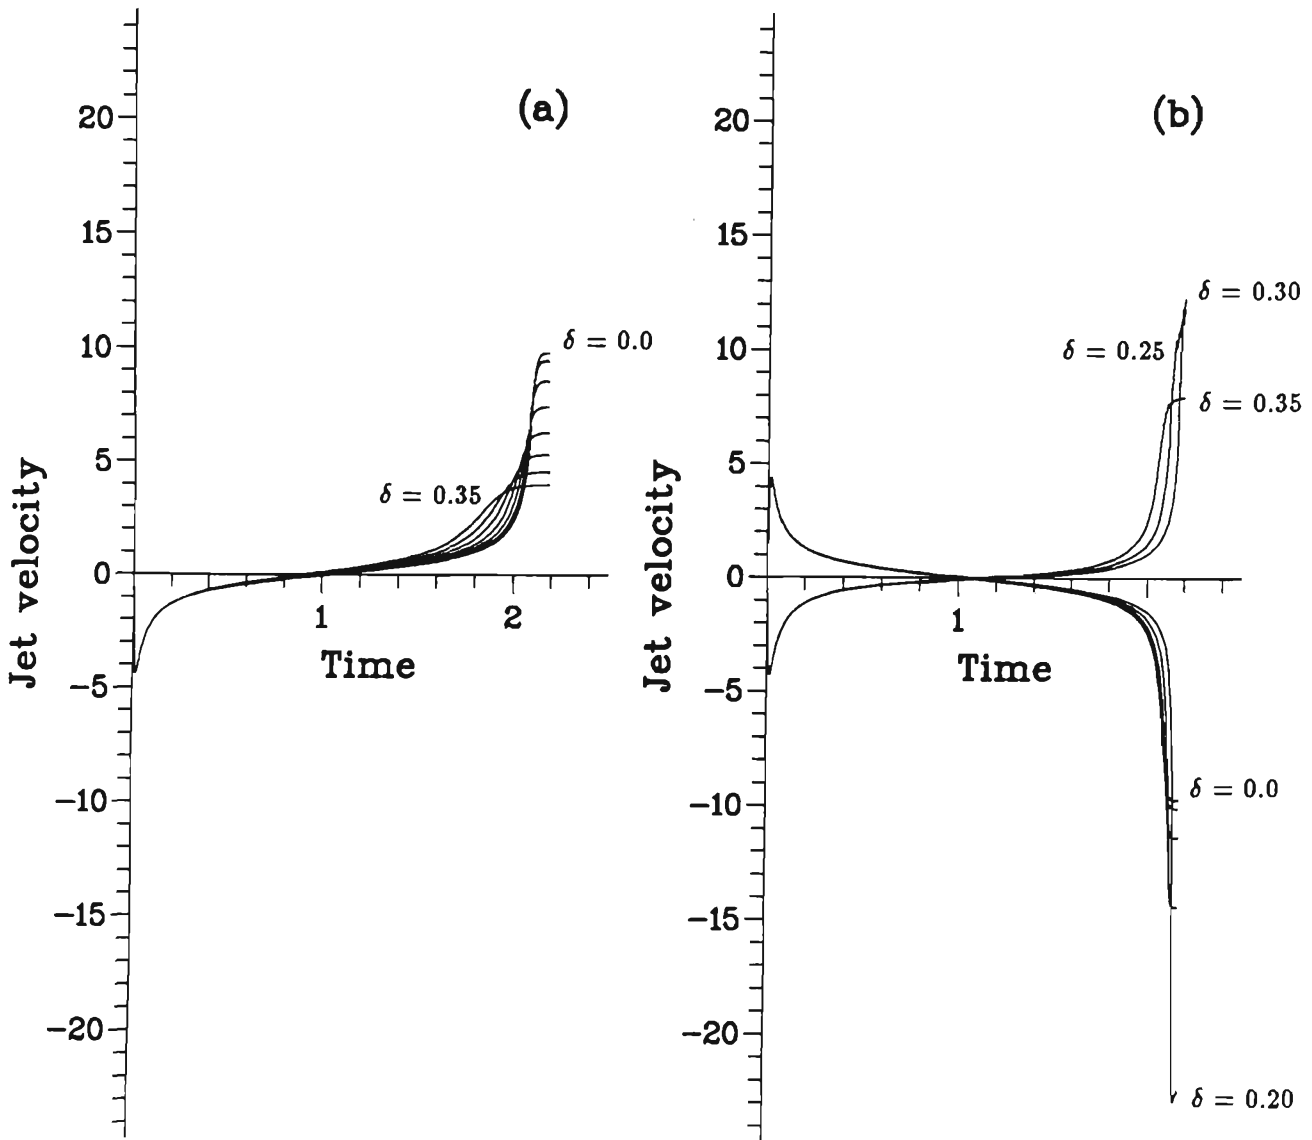 (a)
20
15
10
5
0
−5
−10
−15
−20
Jet velocity
1
2
Time
δ = 0.0
δ = 0.35
(b)
20
15
10
5
0
−5
−10
−15
−20
Jet velocity
1
Time
δ = 0.30
δ = 0.25
δ = 0.35
δ = 0.0
δ = 0.20